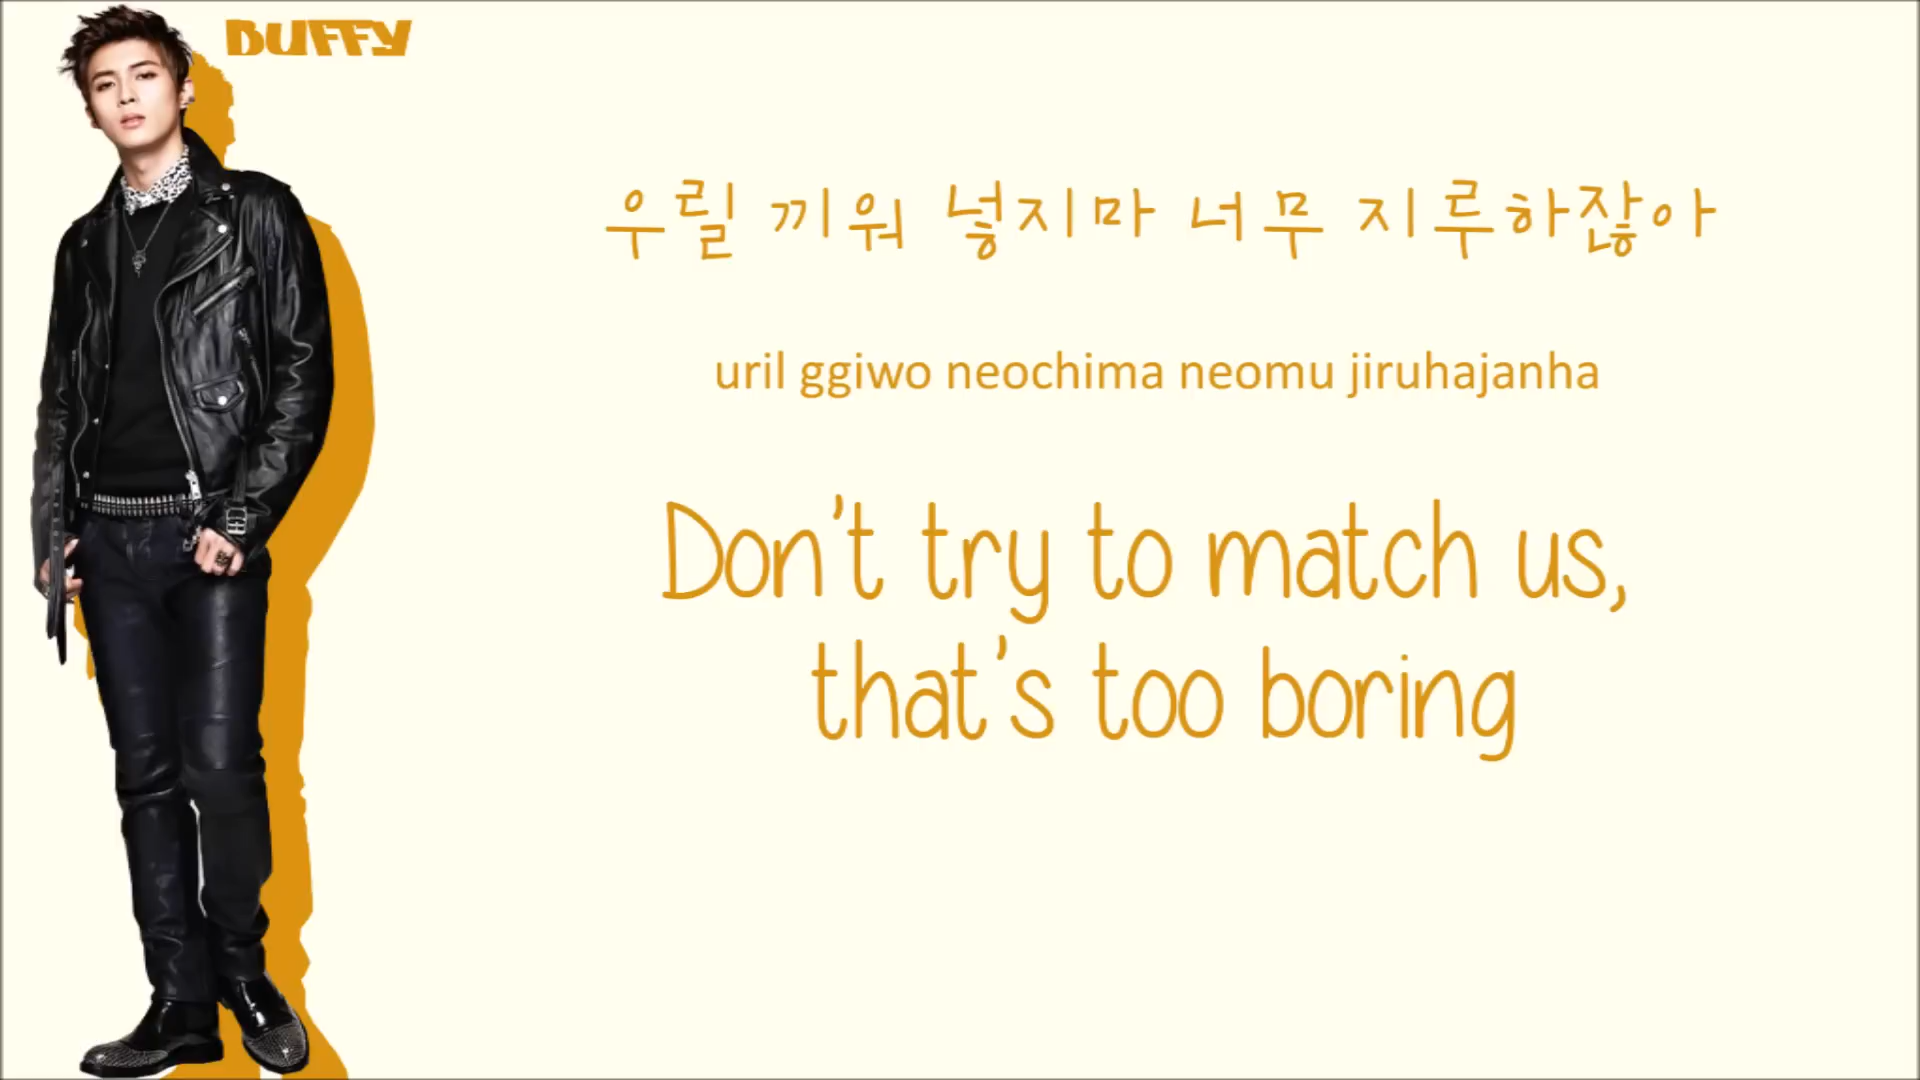 BUFFY
우릴 끼워 넣지마 너무 지루하잖아
uril ggiwo neochima neomu jiruhajanha
Don't try to match us,
that's too boring